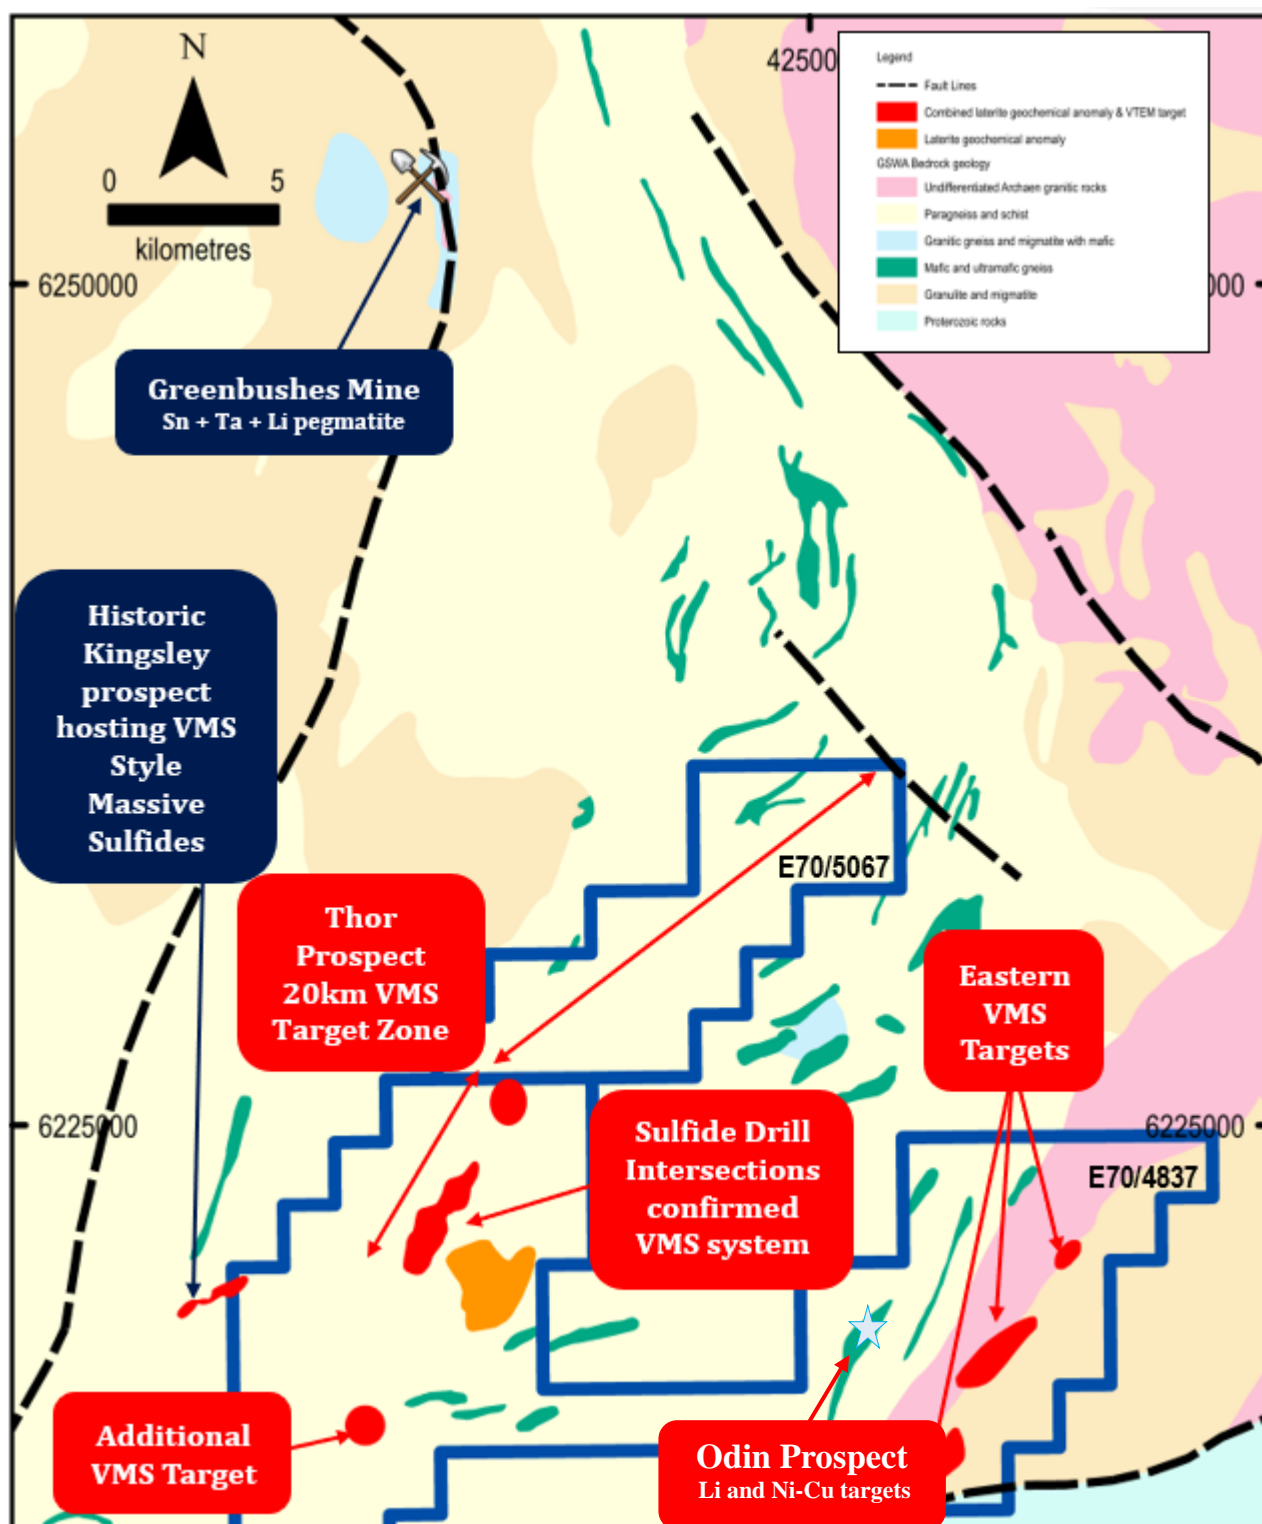 N
0 5
kilometres
42500
Legend
Fault Lines
Combined laterite geochemical anomaly & VTEM target
Laterite geochemical anomaly
GSWA Bedrock geology
Undifferentiated Archaen granitic rocks
Paragneiss and schist
Granitic gneiss and migmatite with mafic
Mafic and ultramafic gneiss
Granulite and migmatite
Proterozoic rocks
6250000
000
Greenbushes Mine
Sn + Ta + Li pegmatite
Historic
Kingsley
prospect
hosting VMS
Style
Massive
Sulfides
E70/5067
Thor
Prospect
20km VMS
Target Zone
Eastern
VMS
Targets
6225000
6225000
Sulfide Drill
Intersections
confirmed
VMS system
E70/4837
Additional
VMS Target
Odin Prospect
Li and Ni-Cu targets